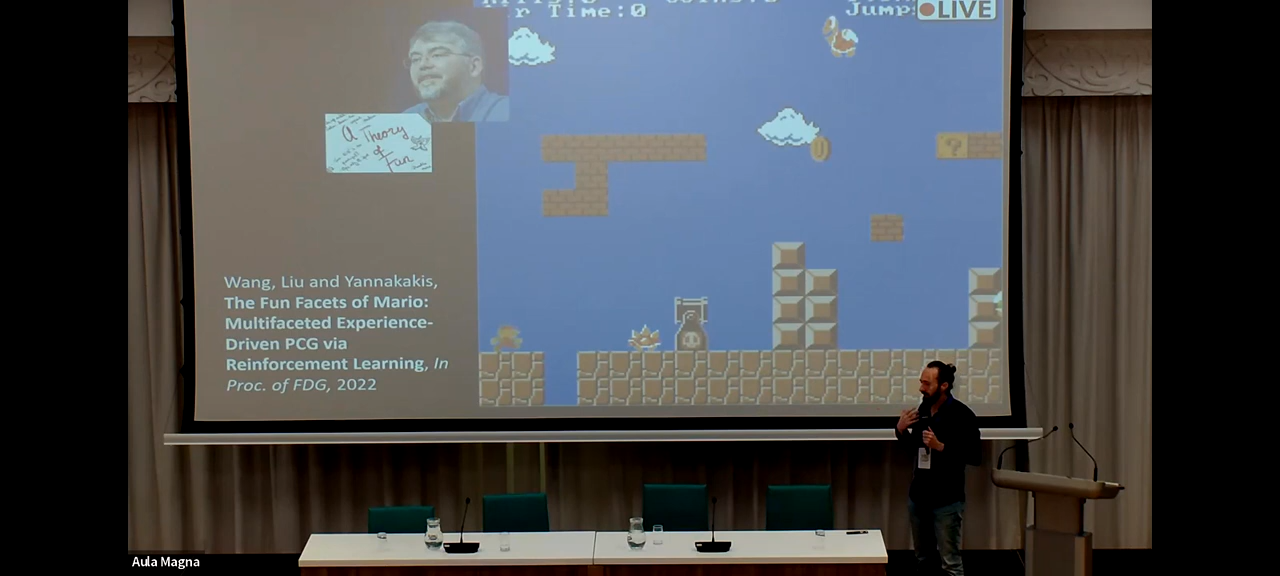 r Time:0
Jump:
LIVE
A Theory
of
Fun
?
Wang, Liu and Yannakakis,
The Fun Facets of Mario:
Multifaceted Experience-
Driven PCG via
Reinforcement Learning, In
Proc. of FDG, 2022
Aula Magna